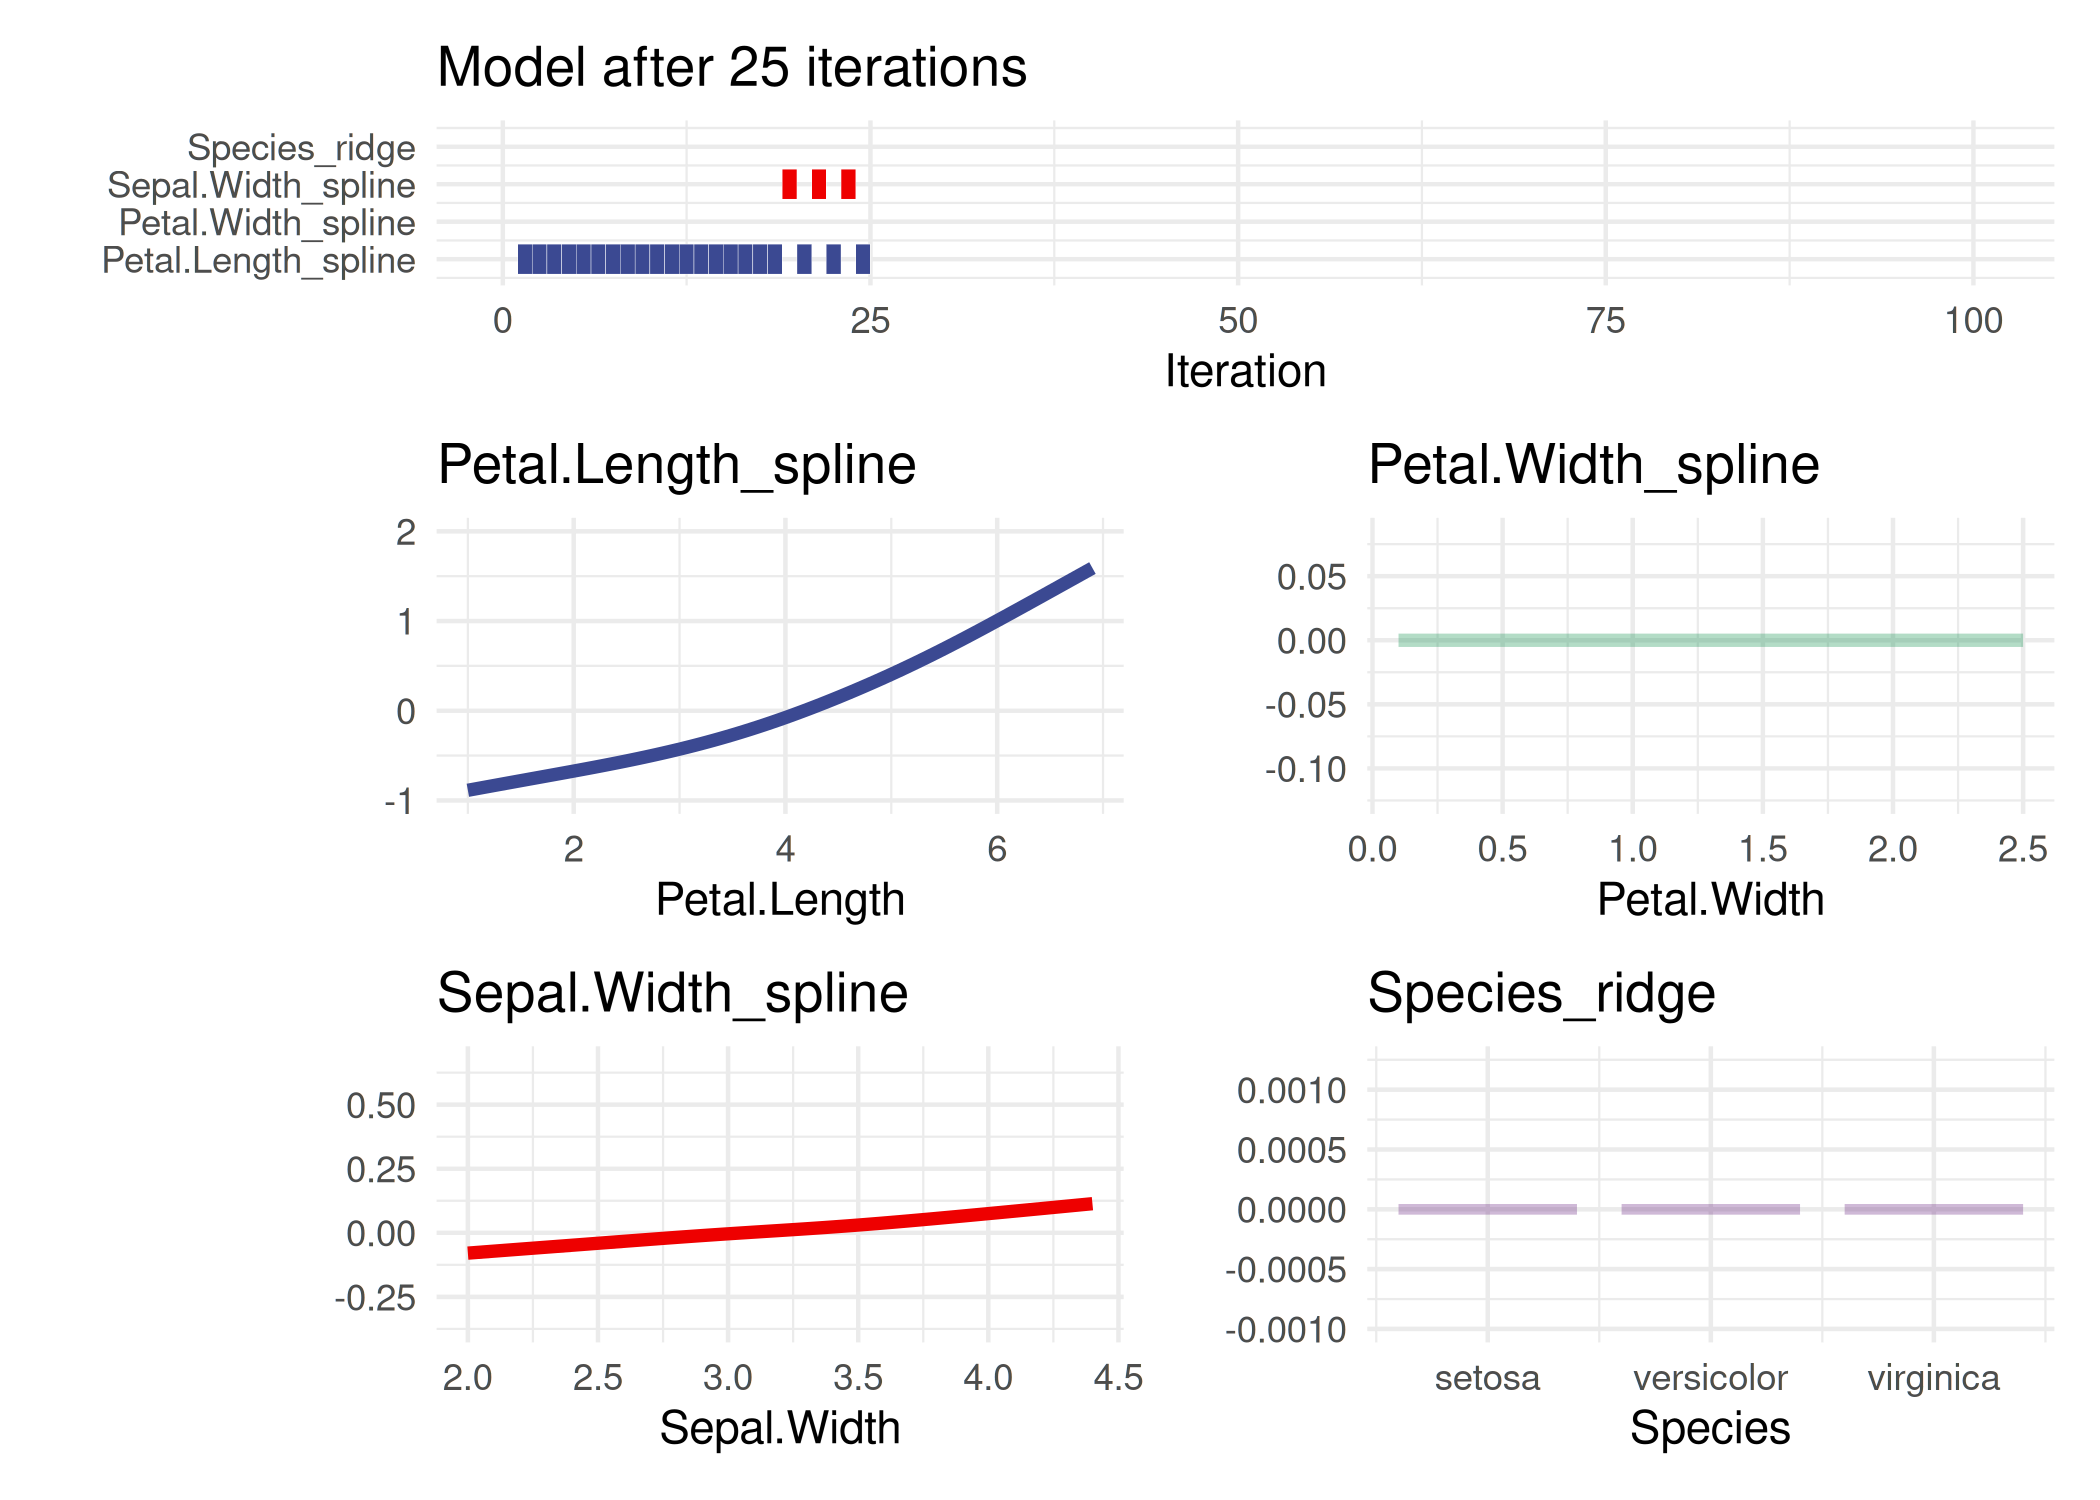 Model after 25 iterations
Species_ridge
Sepal.Width_spline
Petal.Width_spline
Petal.Length_spline
0 25 50 75 100
Iteration
Petal.Length_spline
2
1
0
-1
2 4 6
Petal.Length
Petal.Width_spline
0.05
0.00
-0.05
-0.10
0.0 0.5 1.0 1.5 2.0 2.5
Petal.Width
Sepal.Width_spline
0.50
0.25
0.00
-0.25
2.0 2.5 3.0 3.5 4.0 4.5
Sepal.Width
Species_ridge
0.0010
0.0005
0.0000
-0.0005
-0.0010
setosa versicolor virginica
Species